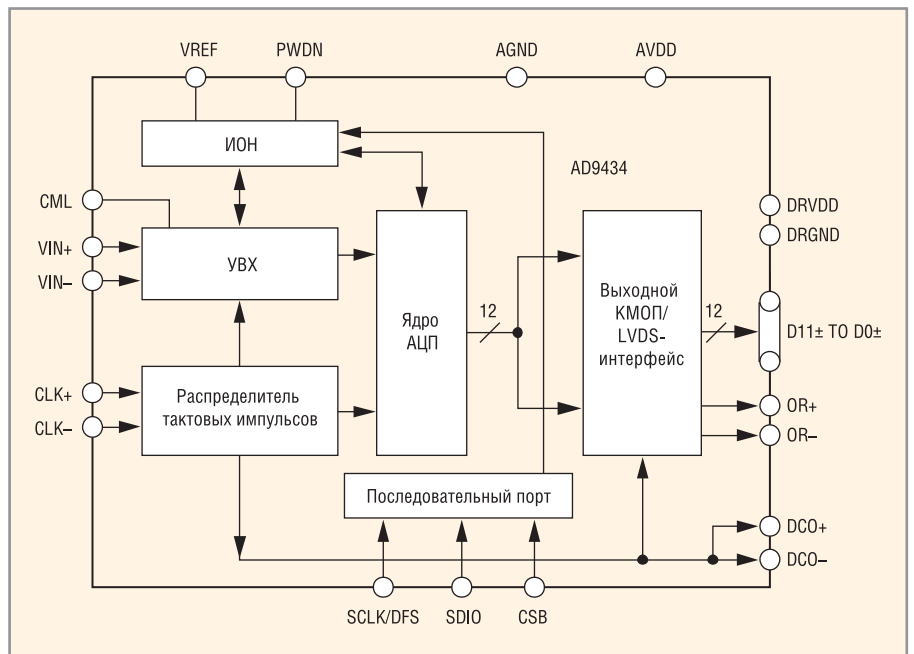 VREF
PWDN
AGND
AVDD
ИОН
AD9434
CML
VIN+
VIN–
УВХ
DRVDD
DRGND
Ядро
АЦП
12
Выходной
КМОП/
LVDS-
интерфейс
12
D11± TO D0±
CLK+
CLK–
Распределитель
тактовых импульсов
OR+
OR–
Последовательный порт
DCO+
DCO–
SCLK/DFS
SDIO
CSB